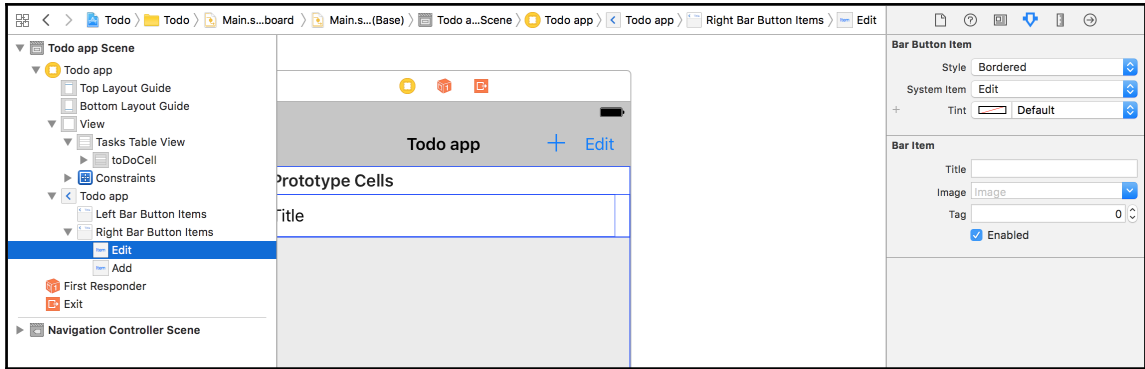 Todo Todo Main.s...board Main.s...(Base) Todo a...Scene Todo app Todo app Right Bar Button Items Edit
Todo app Scene
Todo app
Top Layout Guide
Bottom Layout Guide
View
Tasks Table View
toDoCell
Constraints
Todo app
Left Bar Button Items
Right Bar Button Items
Edit
Add
First Responder
Exit
Navigation Controller Scene
Todo app + Edit
Prototype Cells
Title
Bar Button Item
Style Bordered
System Item Edit
+ Tint Default
Bar Item
Title
Image Image
Tag 0
Enabled